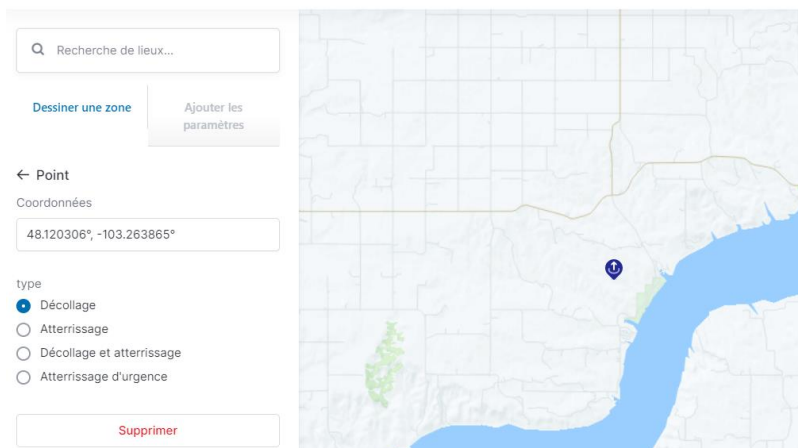 Recherche de lieux...
Dessiner une zone
Ajouter les
paramètres
← Point
Coordonnées
48.120306°, -103.263865°
type
Décollage
Atterrissage
Décollage et atterrissage
Atterrissage d'urgence
Supprimer